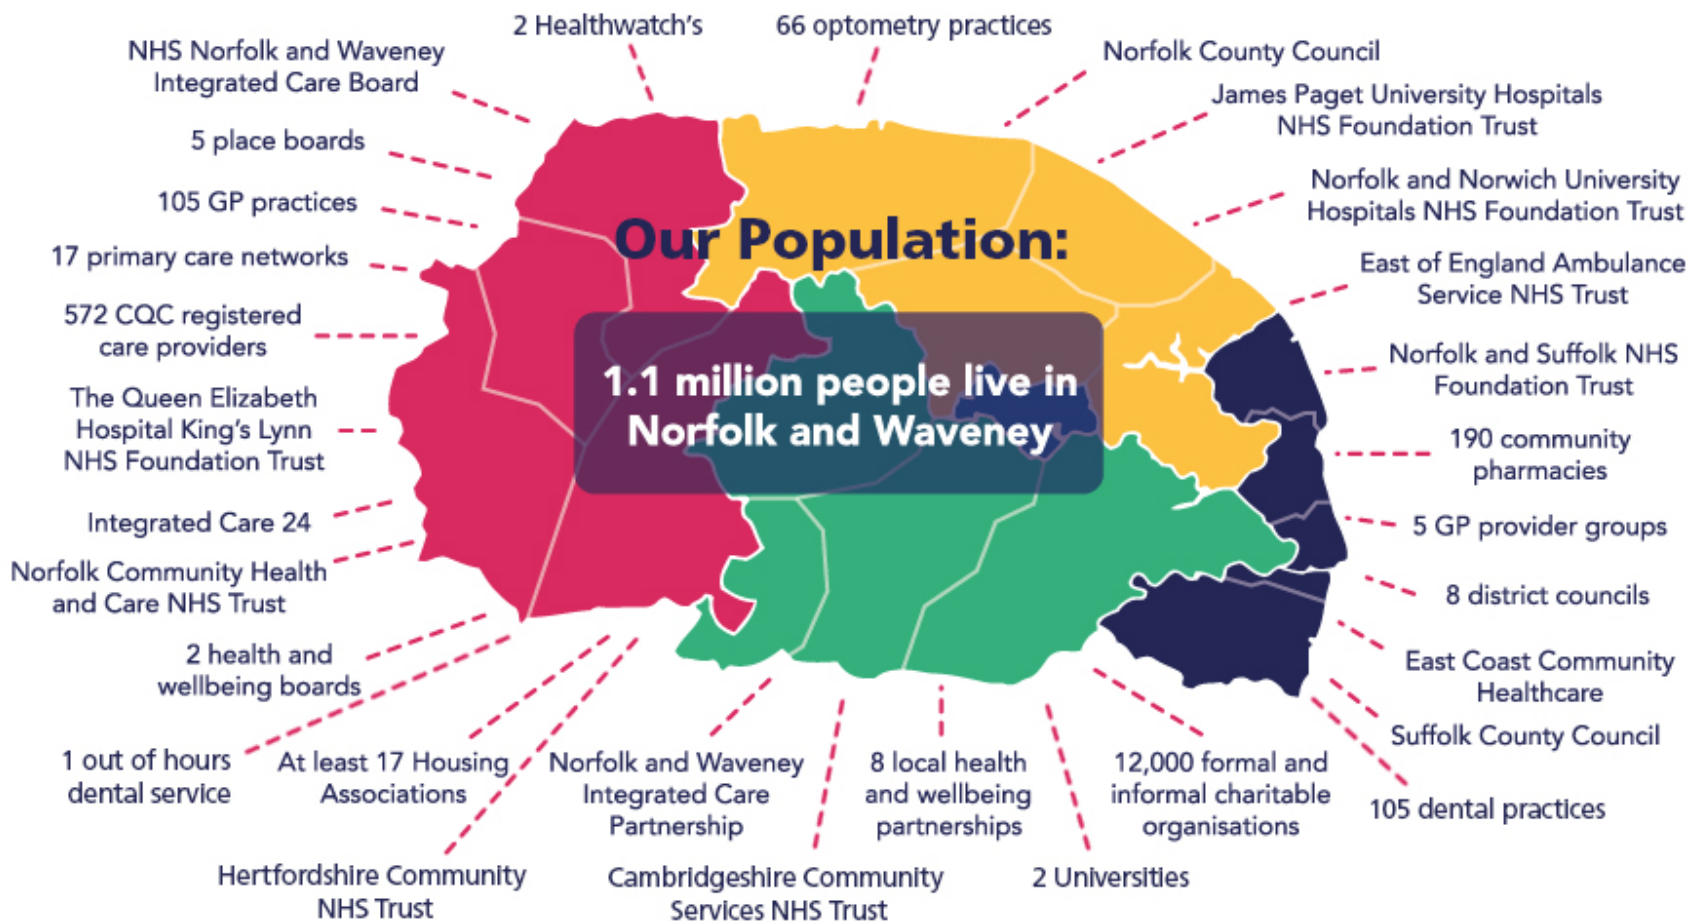 2 Healthwatch's
66 optometry practices
Norfolk County Council
James Paget University Hospitals
NHS Foundation Trust
Norfolk and Norwich University
Hospitals NHS Foundation Trust
East of England Ambulance
Service NHS Trust
Norfolk and Suffolk NHS
Foundation Trust
190 community
pharmacies
5 GP provider groups
8 district councils
East Coast Community
Healthcare
Suffolk County Council
105 dental practices
12,000 formal and
informal charitable
organisations
2 Universities
8 local health
and wellbeing
partnerships
Cambridgeshire Community
Services NHS Trust
Norfolk and Waveney
Integrated Care
Partnership
Hertfordshire Community
NHS Trust
At least 17 Housing
Associations
1 out of hours
dental service
2 health and
wellbeing boards
Norfolk Community Health
and Care NHS Trust
Integrated Care 24
The Queen Elizabeth
Hospital King's Lynn
NHS Foundation Trust
572 CQC registered
care providers
17 primary care networks
105 GP practices
5 place boards
NHS Norfolk and Waveney
Integrated Care Board
Our Population:
1.1 million people live in
Norfolk and Waveney